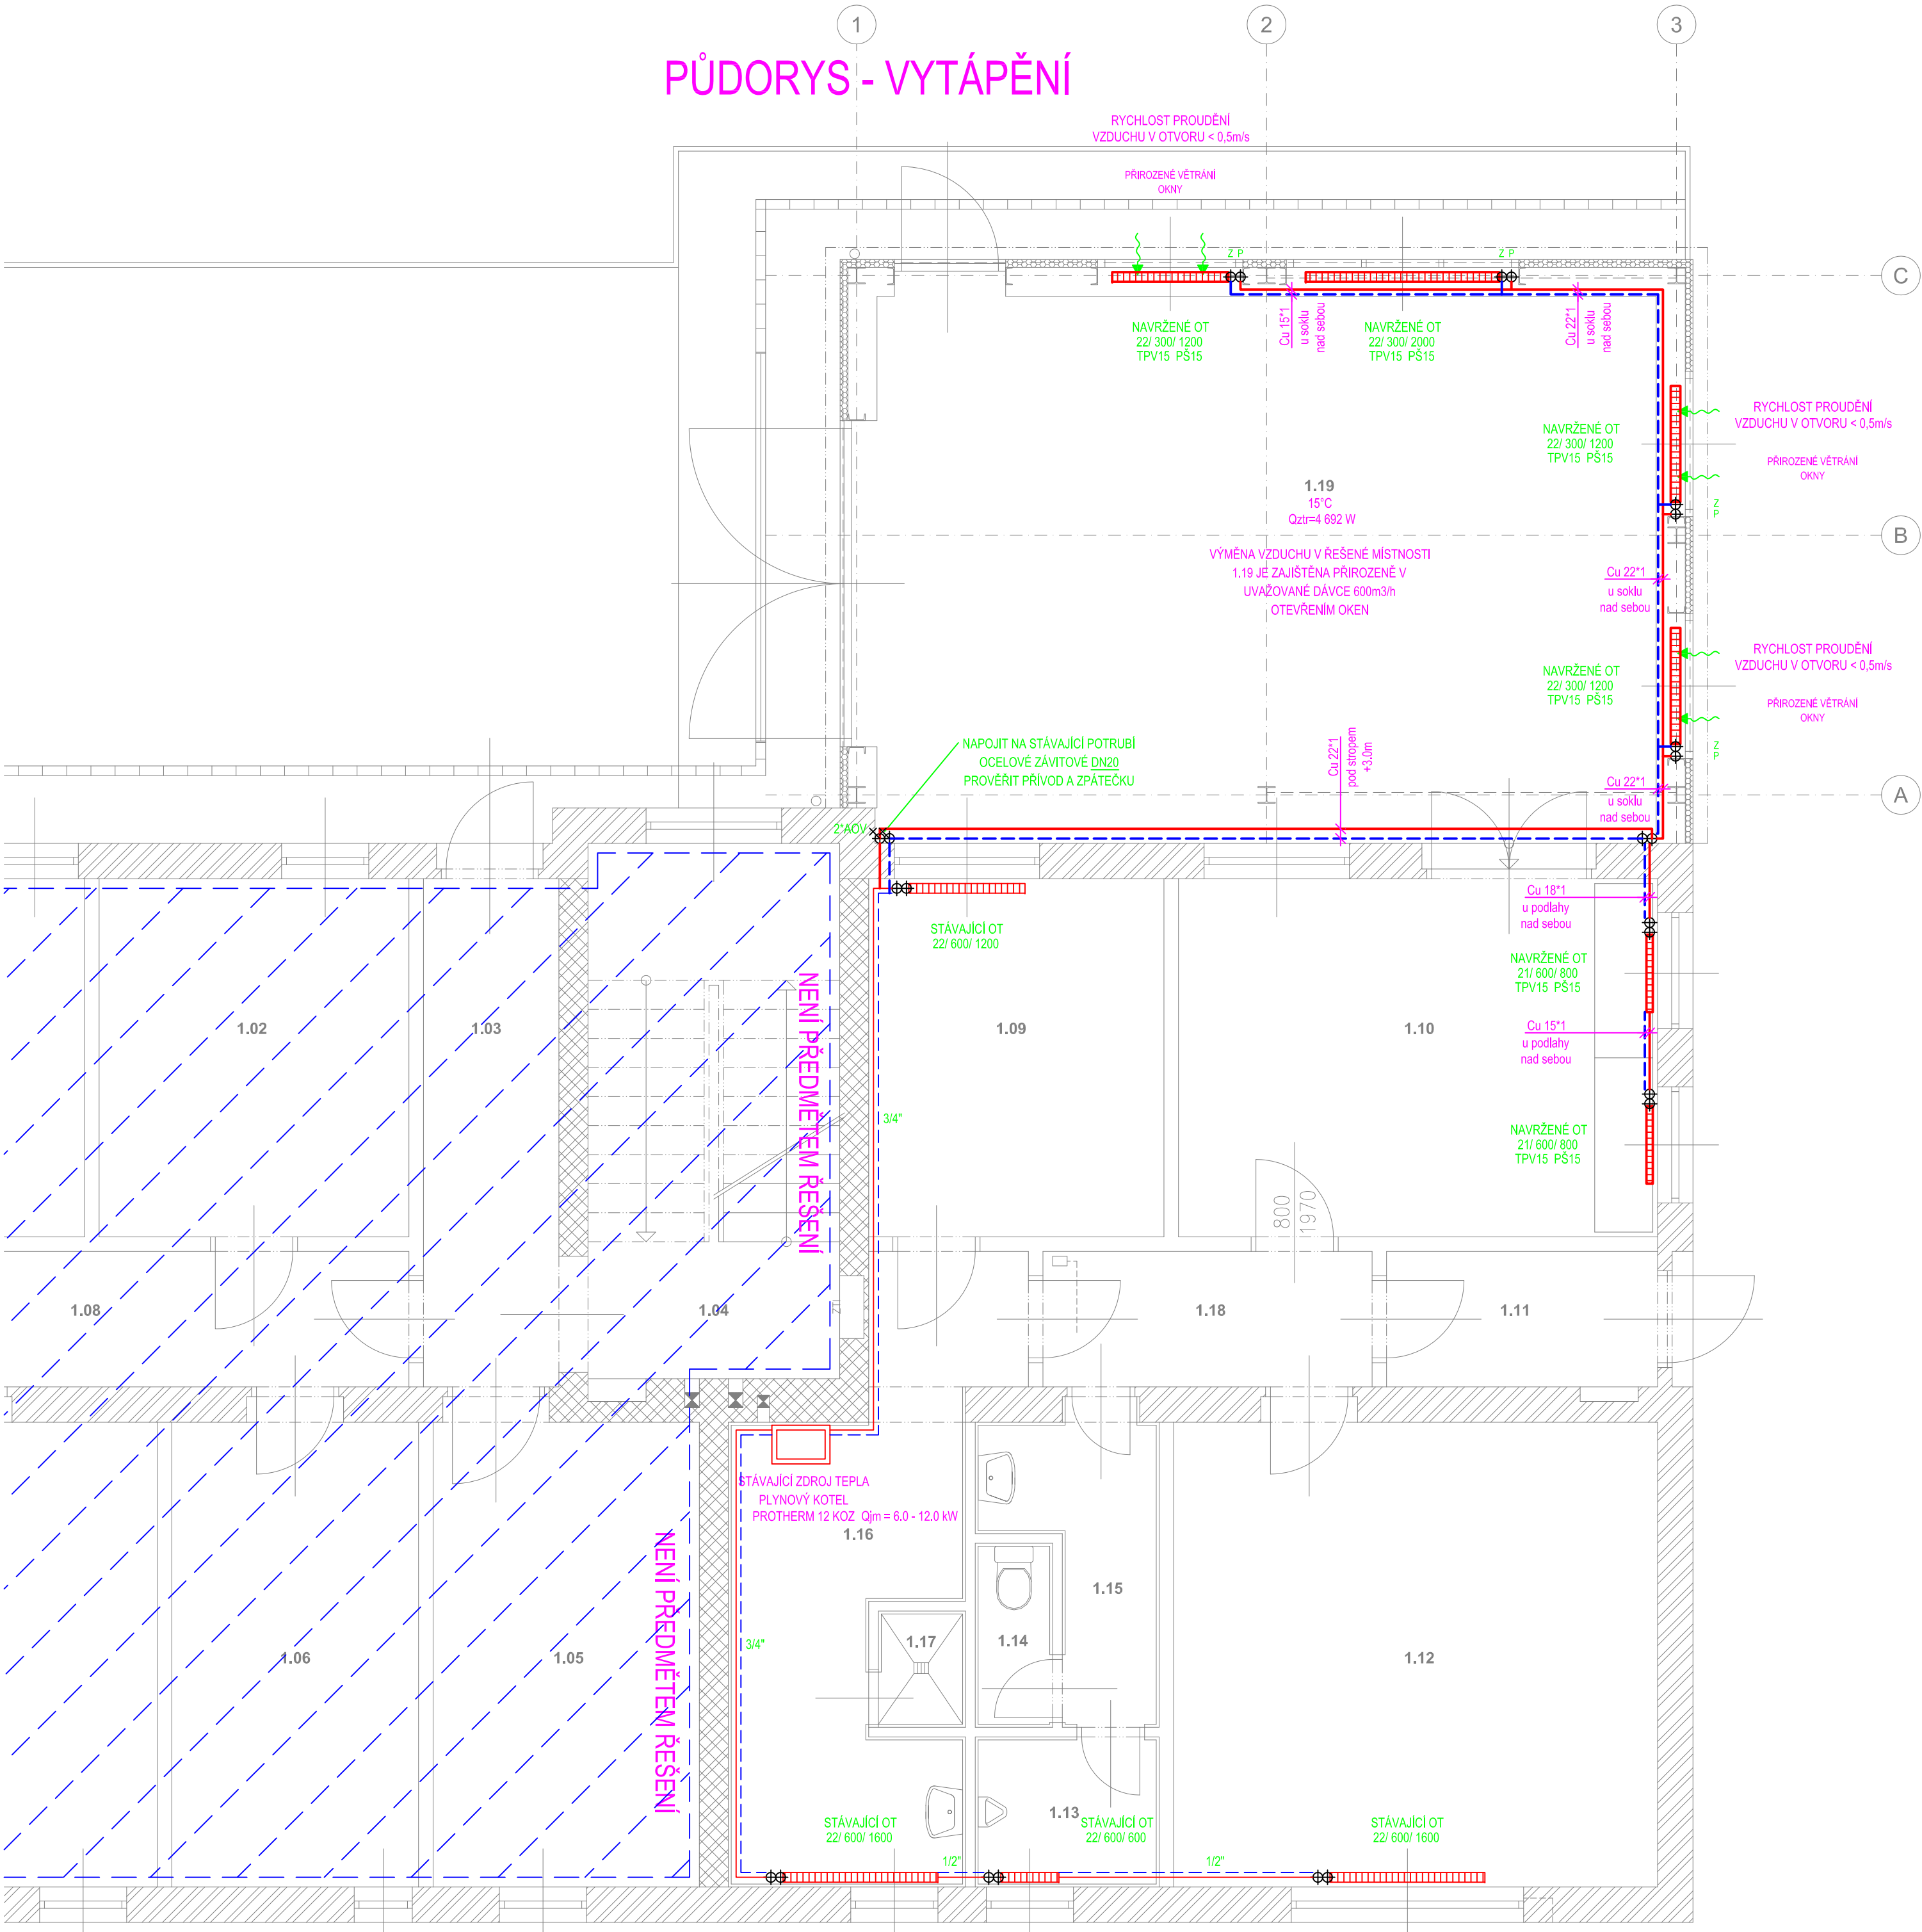 1
2
3
PŮDORYS - VYTÁPĚNÍ
RYCHLOST PROUDĚNÍ
VZDUCHU V OTVORU < 0,5m/s
PŘIROZENÉ VĚTRÁNÍ
OKNY
Z P
Z P
C
NAVRŽENÉ OT
22/ 300/ 1200
TPV15 PŠ15
Cu 15*1
u soklu
nad sebou
NAVRŽENÉ OT
22/ 300/ 2000
TPV15 PŠ15
Cu 22*1
u soklu
nad sebou
RYCHLOST PROUDĚNÍ
VZDUCHU V OTVORU < 0,5m/s
NAVRŽENÉ OT
22/ 300/ 1200
TPV15 PŠ15
PŘIROZENÉ VĚTRÁNÍ
OKNY
1.19
15°C
Qztr=4 692 W
Z
P
B
VÝMĚNA VZDUCHU V ŘEŠENÉ MÍSTNOSTI
1.19 JE ZAJIŠTĚNA PŘIROZENĚ V
UVAŽOVANÉ DÁVCE 600m3/h
OTEVŘENÍM OKEN
Cu 22*1
u soklu
nad sebou
RYCHLOST PROUDĚNÍ
VZDUCHU V OTVORU < 0,5m/s
NAVRŽENÉ OT
22/ 300/ 1200
TPV15 PŠ15
PŘIROZENÉ VĚTRÁNÍ
OKNY
Z
P
NAPOJIT NA STÁVAJÍCÍ POTRUBÍ
OCELOVÉ ZÁVITOVÉ DN20
PROVĚŘIT PŘÍVOD A ZPÁTEČKU
Cu 22*1
pod stropem
+3,0m
Cu 22*1
u soklu
nad sebou
A
2*AOV
STÁVAJÍCÍ OT
22/ 600/ 1200
Cu 18*1
u podlahy
nad sebou
NAVRŽENÉ OT
21/ 600/ 800
TPV15 PŠ15
NENÍ PŘEDMĚTEM ŘEŠENÍ
1.02
1.03
1.09
1.10
Cu 15*1
u podlahy
nad sebou
3/4"
NAVRŽENÉ OT
21/ 600/ 800
TPV15 PŠ15
800
1970
1.08
1.04
1.18
1.11
STÁVAJÍCÍ ZDROJ TEPLA
PLYNOVÝ KOTEL
PROTHERM 12 KOZ Qjm = 6.0 - 12.0 kW
1.16
NENÍ PŘEDMĚTEM ŘEŠENÍ
1.15
3/4"
1.17
1.14
1.06
1.05
1.12
1.13
STÁVAJÍCÍ OT
22/ 600/ 1600
STÁVAJÍCÍ OT
22/ 600/ 600
STÁVAJÍCÍ OT
22/ 600/ 1600
1/2"
1/2"